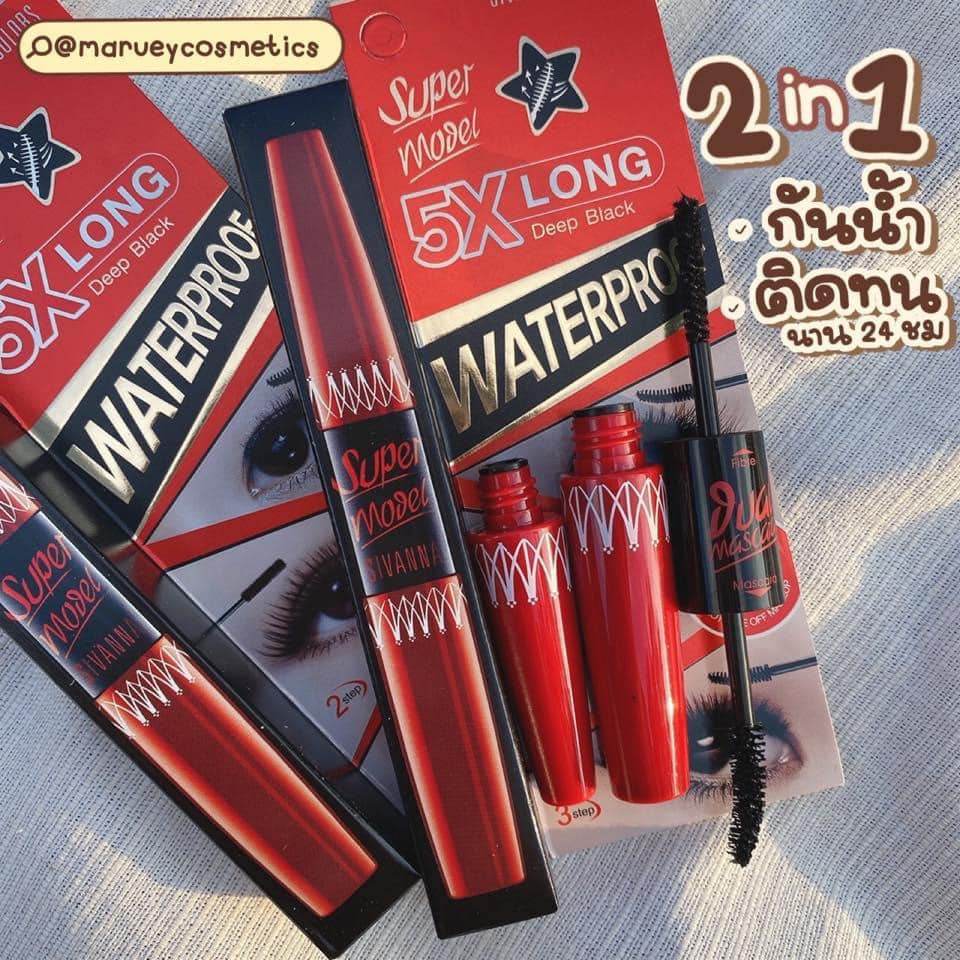 @marueycosmetics
2 in 1
กันน้ำ
ติดทน
นาน 24 ชม
Super
Model
5X LONG
Deep Black
WATERPROOF
5X LONG
Deep Black
WATERPROOF
Super
Model
SIVANNA
Super
Model
SIVANNA
2 step
3 step
Fible
Mascara